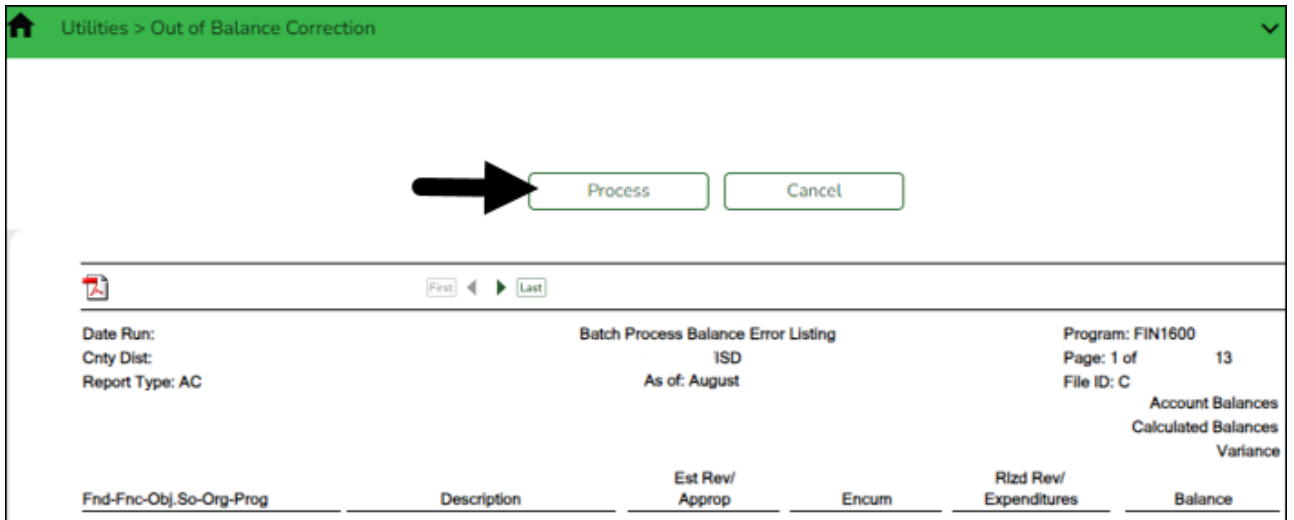 Utilities > Out of Balance Correction
Process Cancel
First Last
Date Run: Batch Process Balance Error Listing Program: FIN1600
Cnty Dist: ISD Page: 1 of 13
Report Type: AC As of: August File ID: C
Account Balances
Calculated Balances
Variance
Est Rev/ Rlzd Rev/
Fnd-Fnc-Obj.So-Org-Prog Description Approp Encum Expenditures Balance